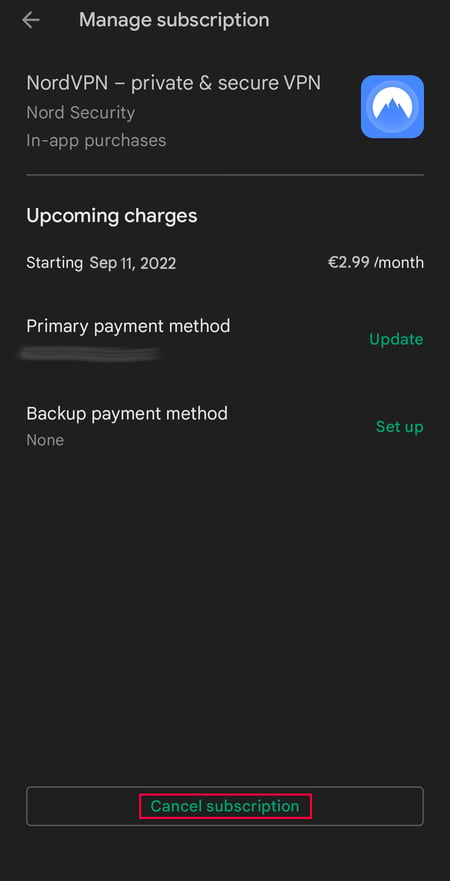 Manage subscription
NordVPN – private & secure VPN
Nord Security
In-app purchases
Upcoming charges
Starting Sep 11, 2022 €2.99 /month
Primary payment method
Update
Backup payment method
Set up
None
Cancel subscription